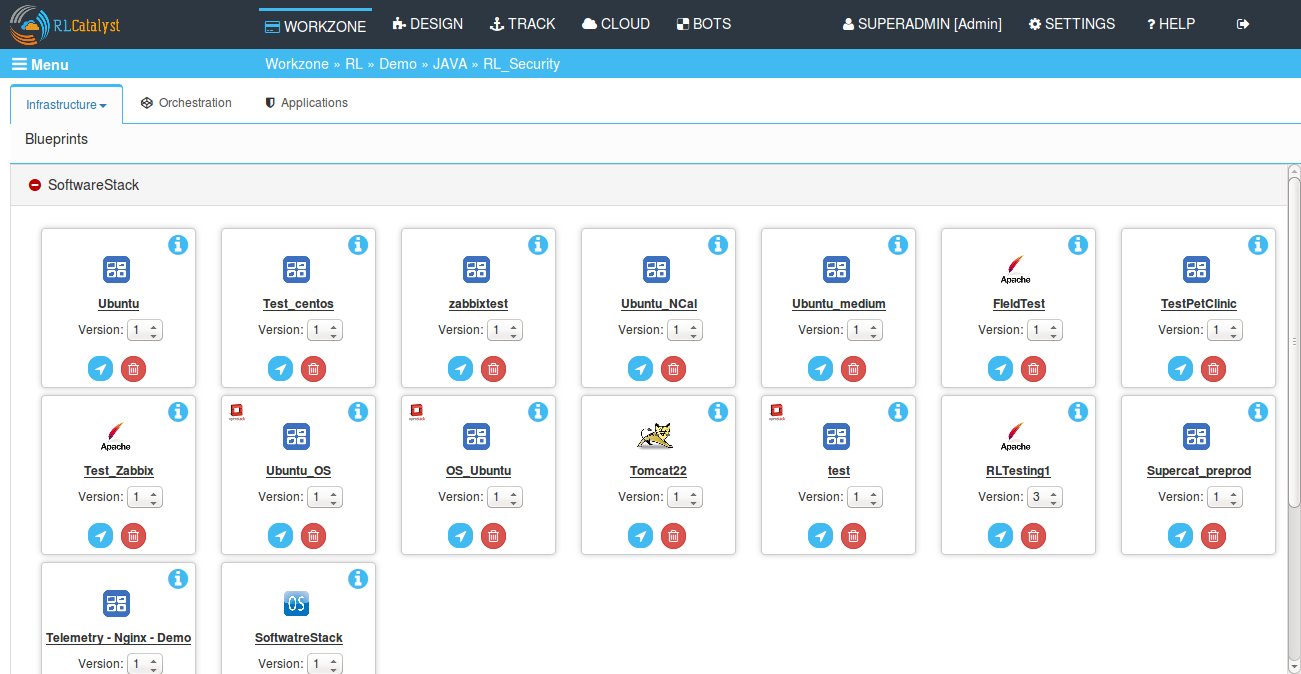 RLCatalyst WORKZONE DESIGN TRACK CLOUD BOTS SUPERADMIN [Admin] SETTINGS ? HELP
Menu Workzone » RL » Demo » JAVA » RL_Security
Infrastructure Orchestration Applications
Blueprints
SoftwareStack
Ubuntu Test_centos zabbixtest Ubuntu_NCal Ubuntu_medium APACHE FieldTest TestPetClinic
Version: 1 Version: 1 Version: 1 Version: 1 Version: 1 Version: 1 Version: 1
openstack openstack openstack
APACHE APACHE
Test_Zabbix Ubuntu_OS OS_Ubuntu Tomcat22 test RLTesting1 Supercat_preprod
Version: 1 Version: 1 Version: 1 Version: 1 Version: 1 Version: 3 Version: 1
OS
Telemetry - Nginx - Demo SoftwatreStack
Version: 1 Version: 1